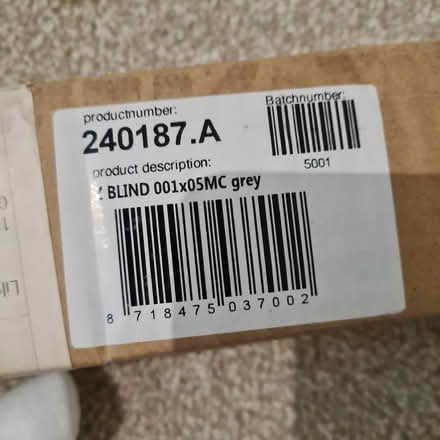 productnumber:
240187.A
Batchnumber:
5001
product description:
BLIND 001x05MC grey
8 718475 037002